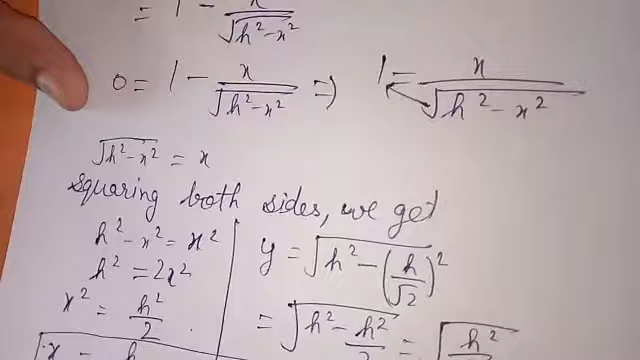 = 1 - x/√(h² - x²)
0 = 1 - x/√(h² - x²) ⇒ 1 = x/√(h² - x²)
√(h² - x²) = x
squaring both sides, we get
h² - x² = x²
h² = 2x²
x² = h²/2
x = h
y = √(h² - (h/√2)²)
= √(h² - h²/2) = √(h²